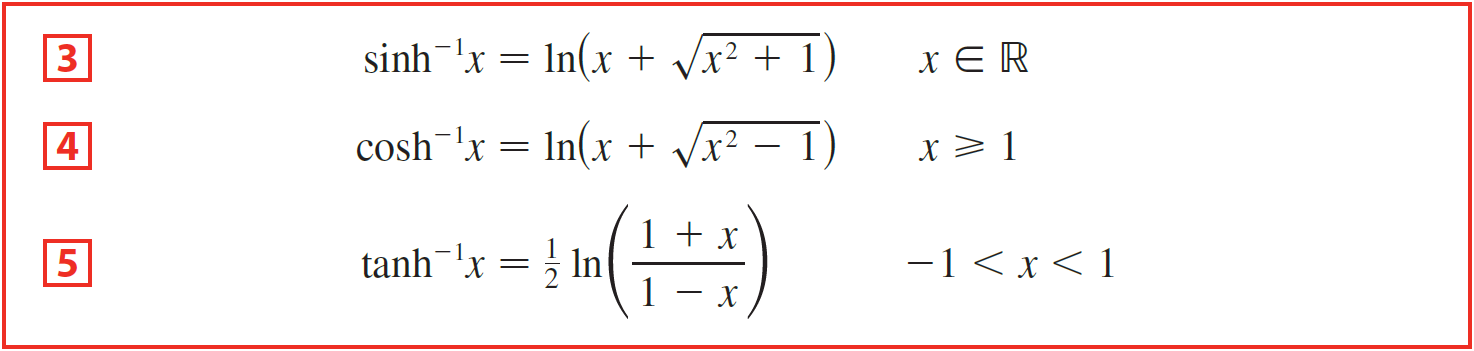 3 sinh⁻¹x = ln(x + √(x² + 1)) x ∈ ℝ
4 cosh⁻¹x = ln(x + √(x² − 1)) x ⩾ 1
5 tanh⁻¹x = ½ ln((1 + x)/(1 − x)) −1 < x < 1